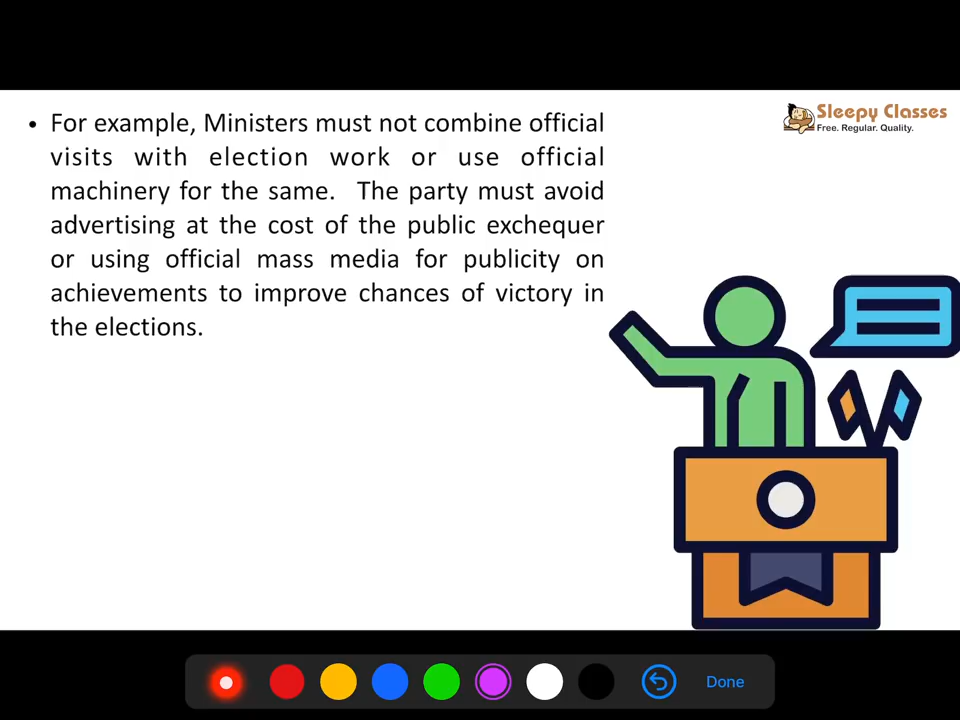 • For example, Ministers must not combine official
visits with election work or use official
machinery for the same. The party must avoid
advertising at the cost of the public exchequer
or using official mass media for publicity on
achievements to improve chances of victory in
the elections.
Sleepy Classes
Free. Regular. Quality.
Done